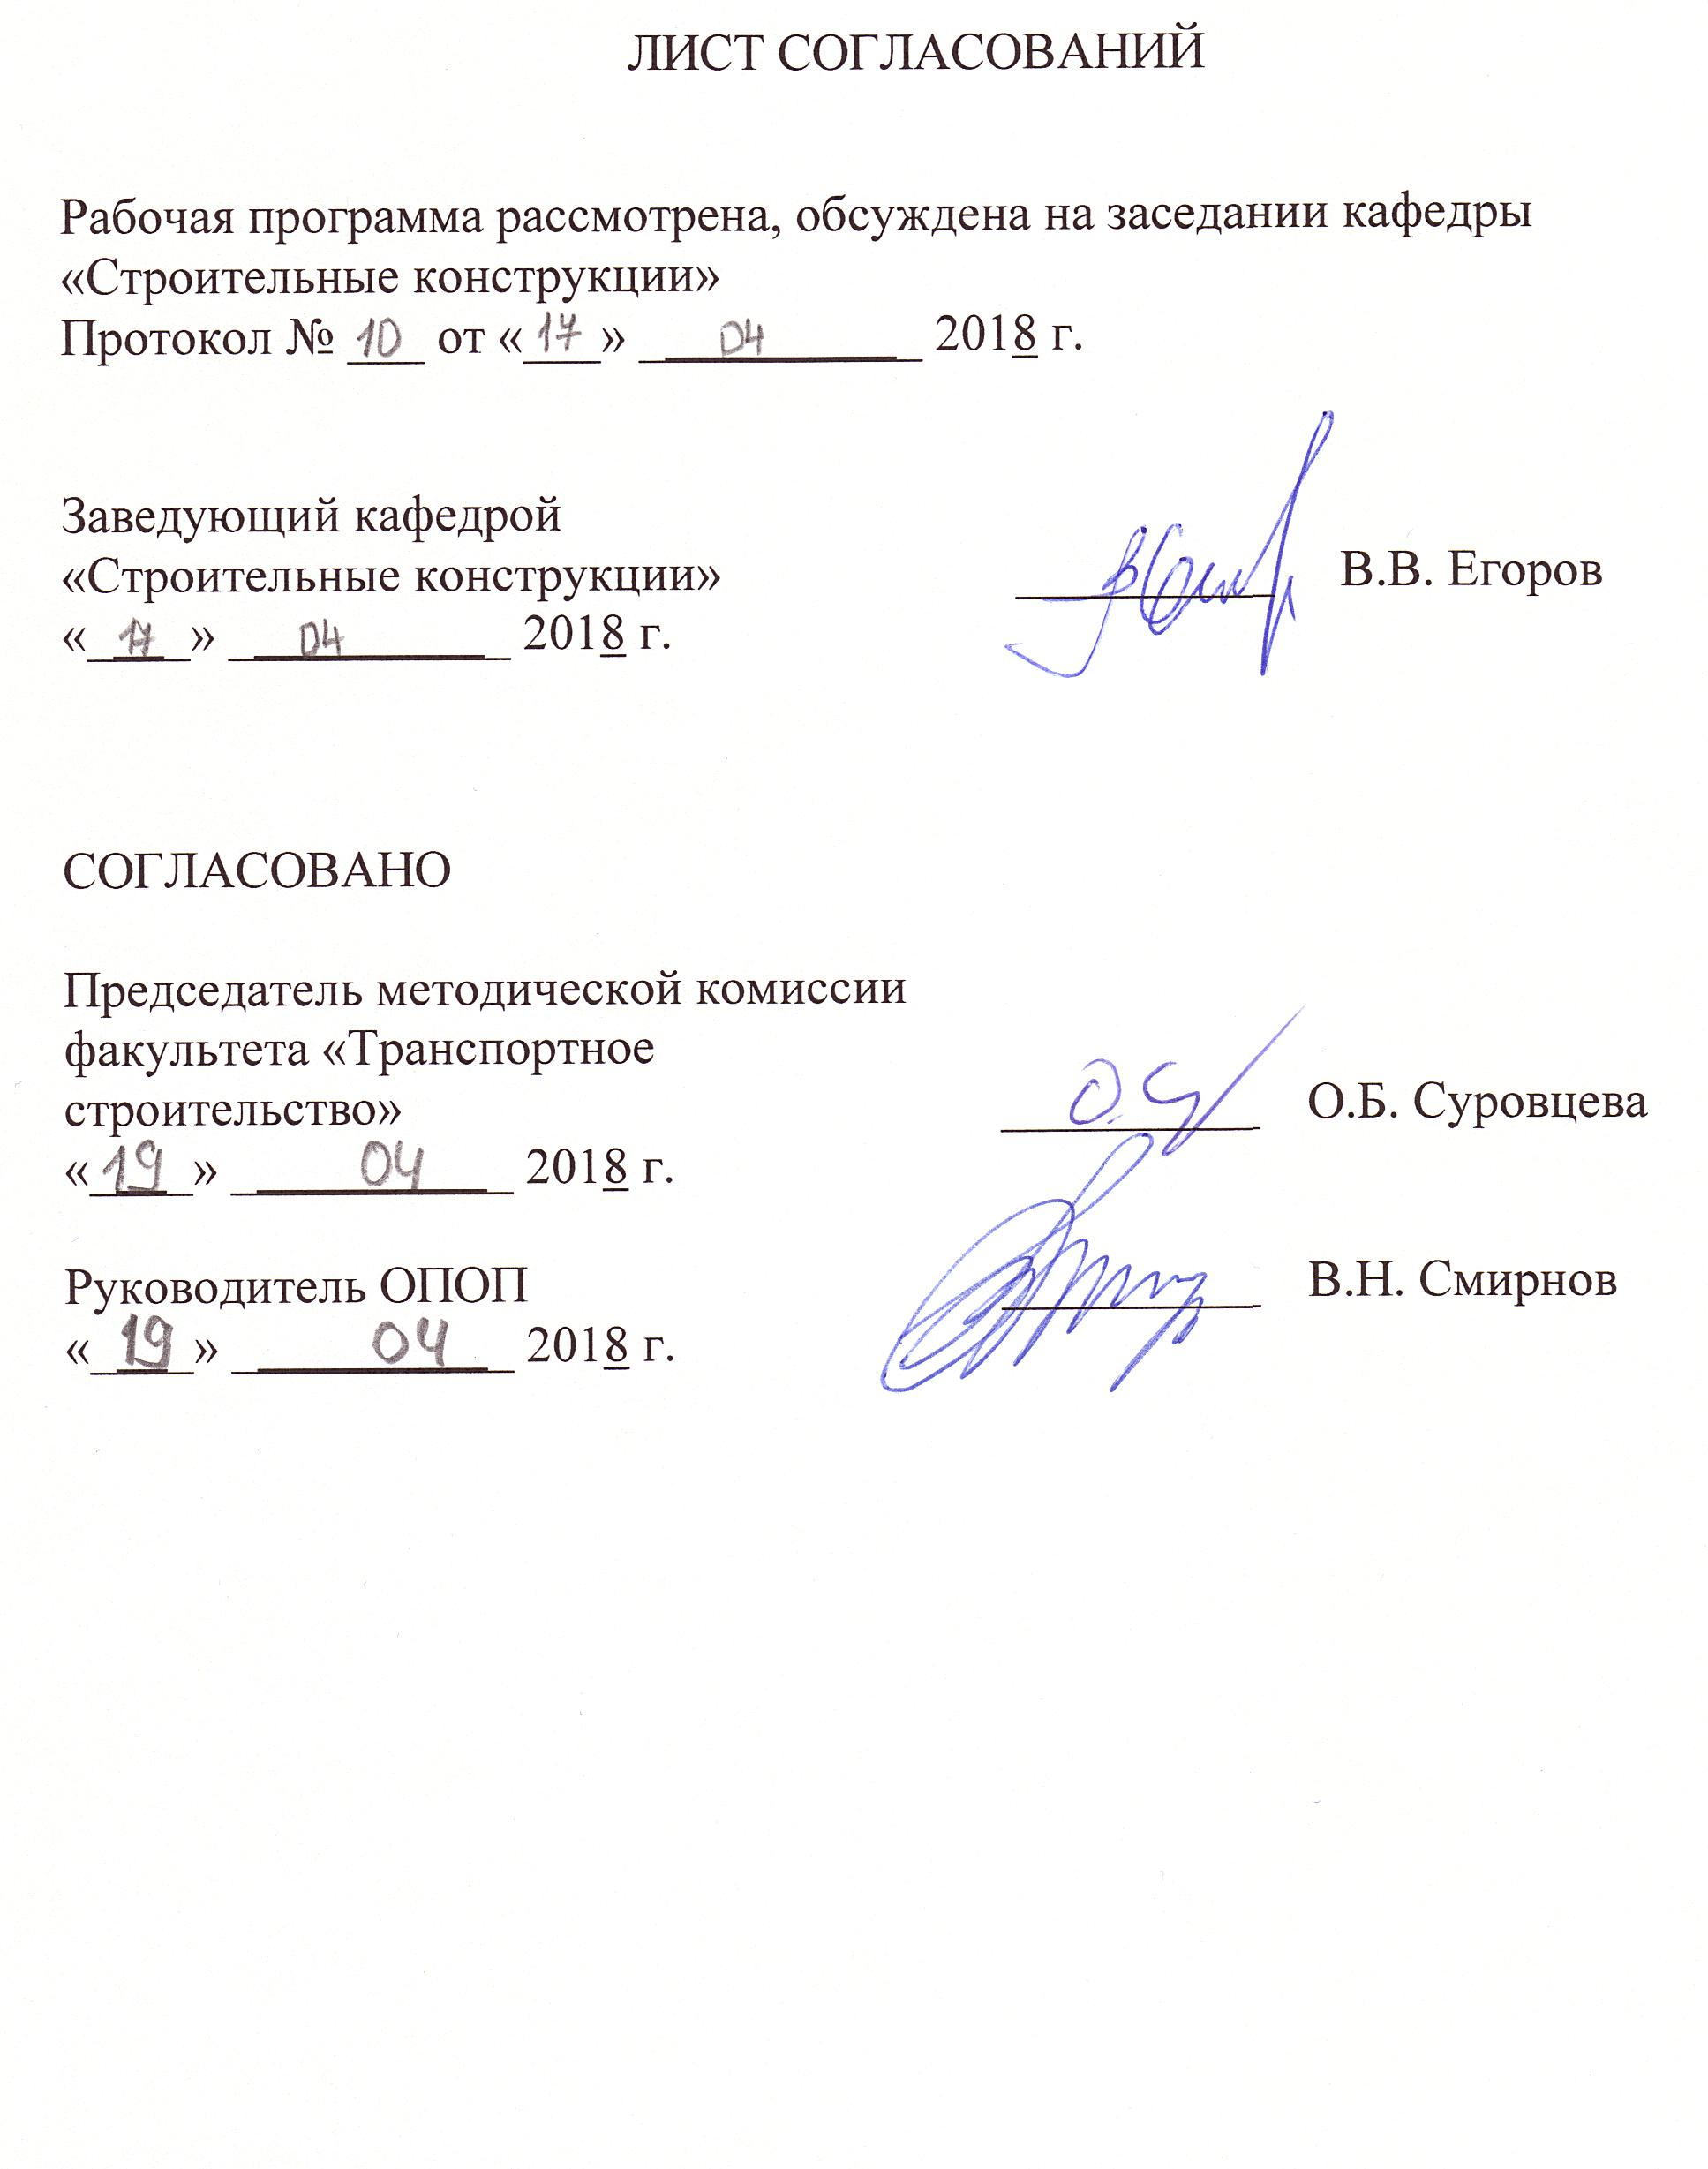 ЛИСТ СОГЛАСОВАНИЙ
Рабочая программа рассмотрена, обсуждена на заседании кафедры
«Строительные конструкции»
Протокол № 10 от «17» 04 2018 г.
Заведующий кафедрой
«Строительные конструкции» В.В. Егоров
«17» 04 2018 г.
СОГЛАСОВАНО
Председатель методической комиссии
факультета «Транспортное
строительство» О.Б. Суровцева
«19» 04 2018 г.
Руководитель ОПОП В.Н. Смирнов
«19» 04 2018 г.